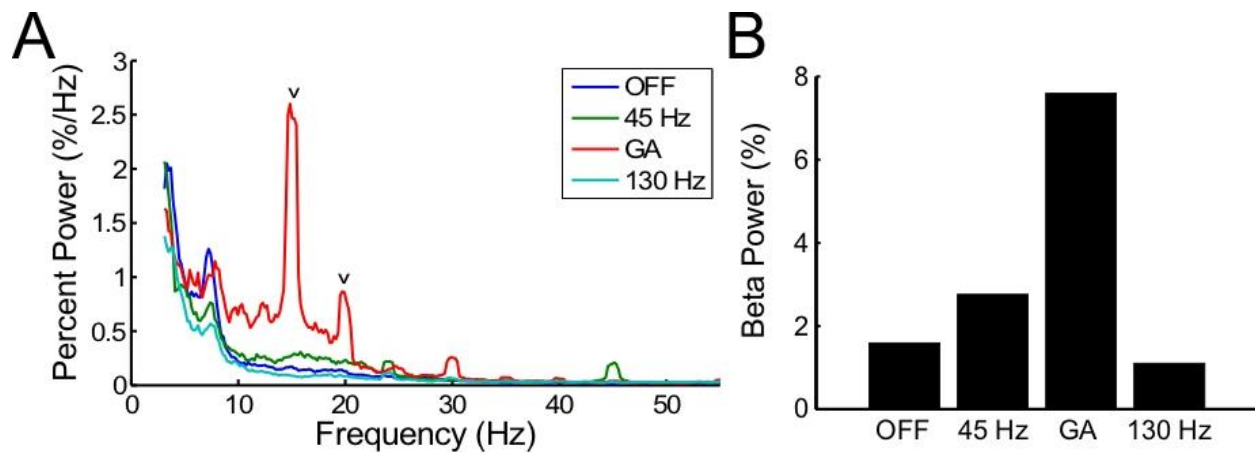 A
Percent Power (%/Hz)
3
2.5
2
1.5
1
0.5
0
0 10 20 30 40 50
Frequency (Hz)
v
v
OFF
45 Hz
GA
130 Hz
B
Beta Power (%)
8
6
4
2
0
OFF 45 Hz GA 130 Hz